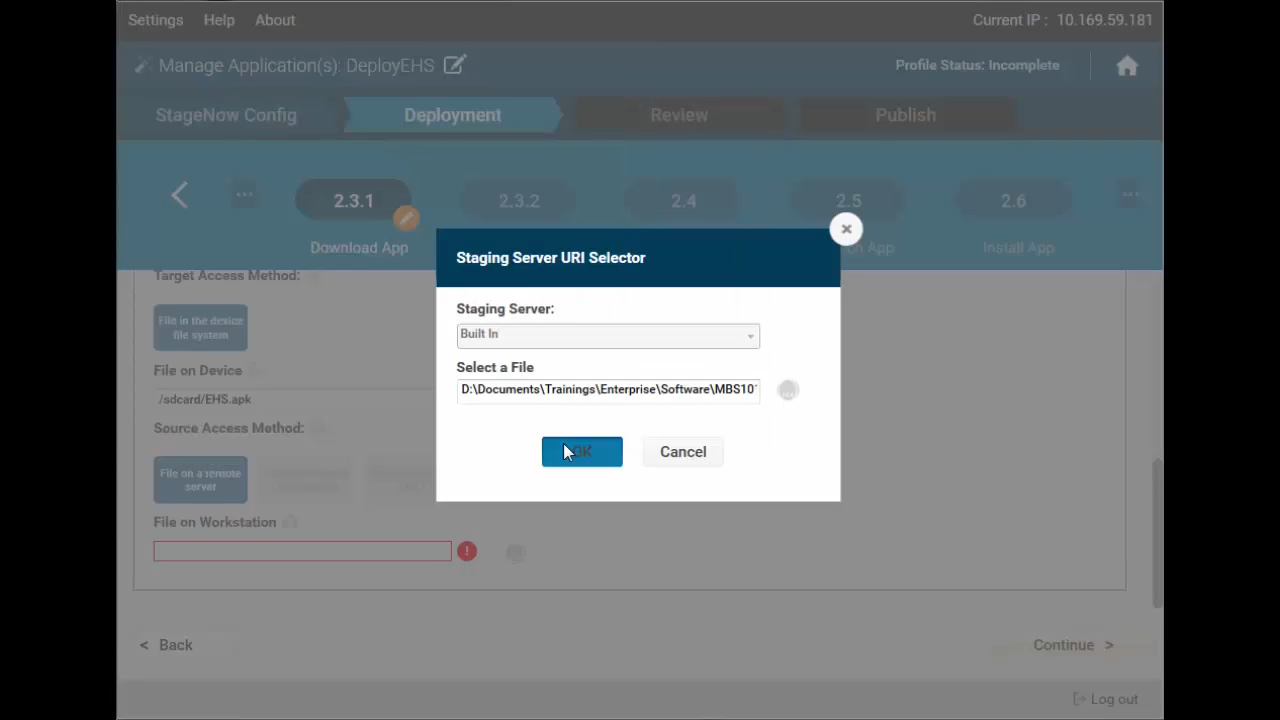 Settings Help About Current IP : 10.169.59.181
Manage Application(s): DeployEHS Profile Status: Incomplete
StageNow Config Deployment Review Publish
... 2.3.1 2.3.2 2.4 2.5 2.6 ...
Download App App Install App
Staging Server URI Selector
Staging Server:
Built In
Select a File
D:\Documents\Trainings\Enterprise\Software\MBS10
OK Cancel
Target Access Method:
File in the device
file system
File on Device
/sdcard/EHS.apk
Source Access Method:
File on a remote
server
File on Workstation
< Back Continue >
Log out